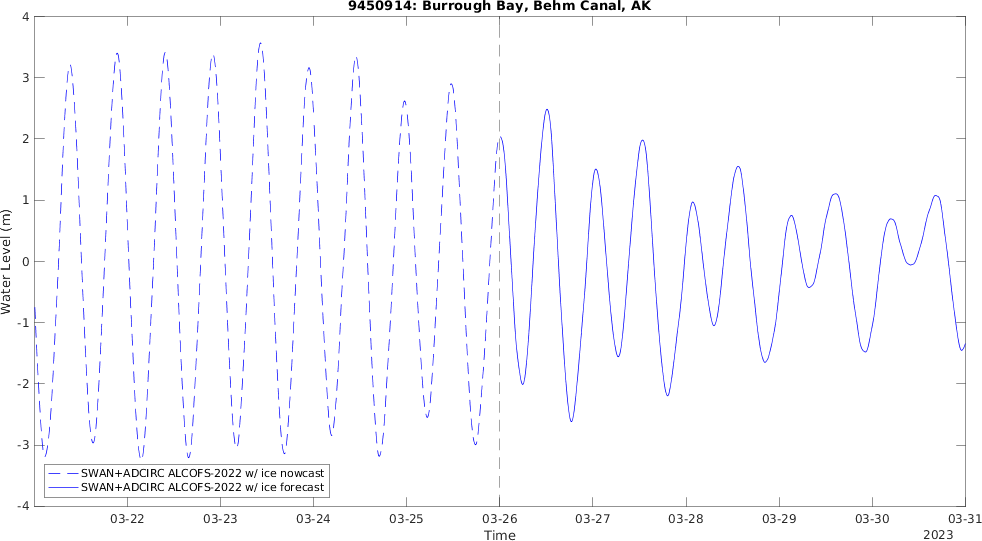 9450914: Burrough Bay, Behm Canal, AK
4
3
2
1
0
-1
-2
-3
-4
Water Level (m)
SWAN+ADCIRC ALCOFS-2022 w/ ice nowcast
SWAN+ADCIRC ALCOFS-2022 w/ ice forecast
03-22 03-23 03-24 03-25 03-26 03-27 03-28 03-29 03-30 03-31
Time
2023